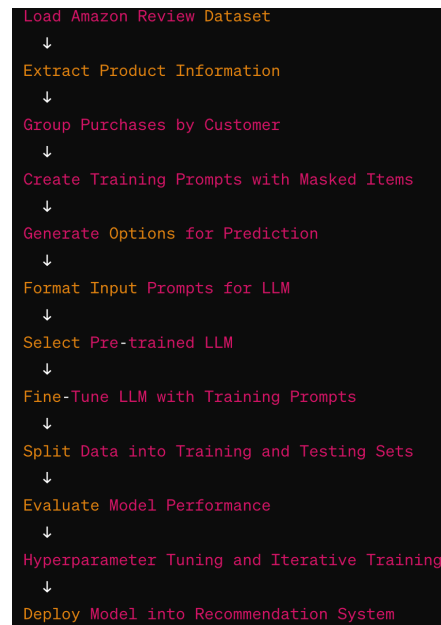 Load Amazon Review Dataset
↓
Extract Product Information
↓
Group Purchases by Customer
↓
Create Training Prompts with Masked Items
↓
Generate Options for Prediction
↓
Format Input Prompts for LLM
↓
Select Pre-trained LLM
↓
Fine-Tune LLM with Training Prompts
↓
Split Data into Training and Testing Sets
↓
Evaluate Model Performance
↓
Hyperparameter Tuning and Iterative Training
↓
Deploy Model into Recommendation System